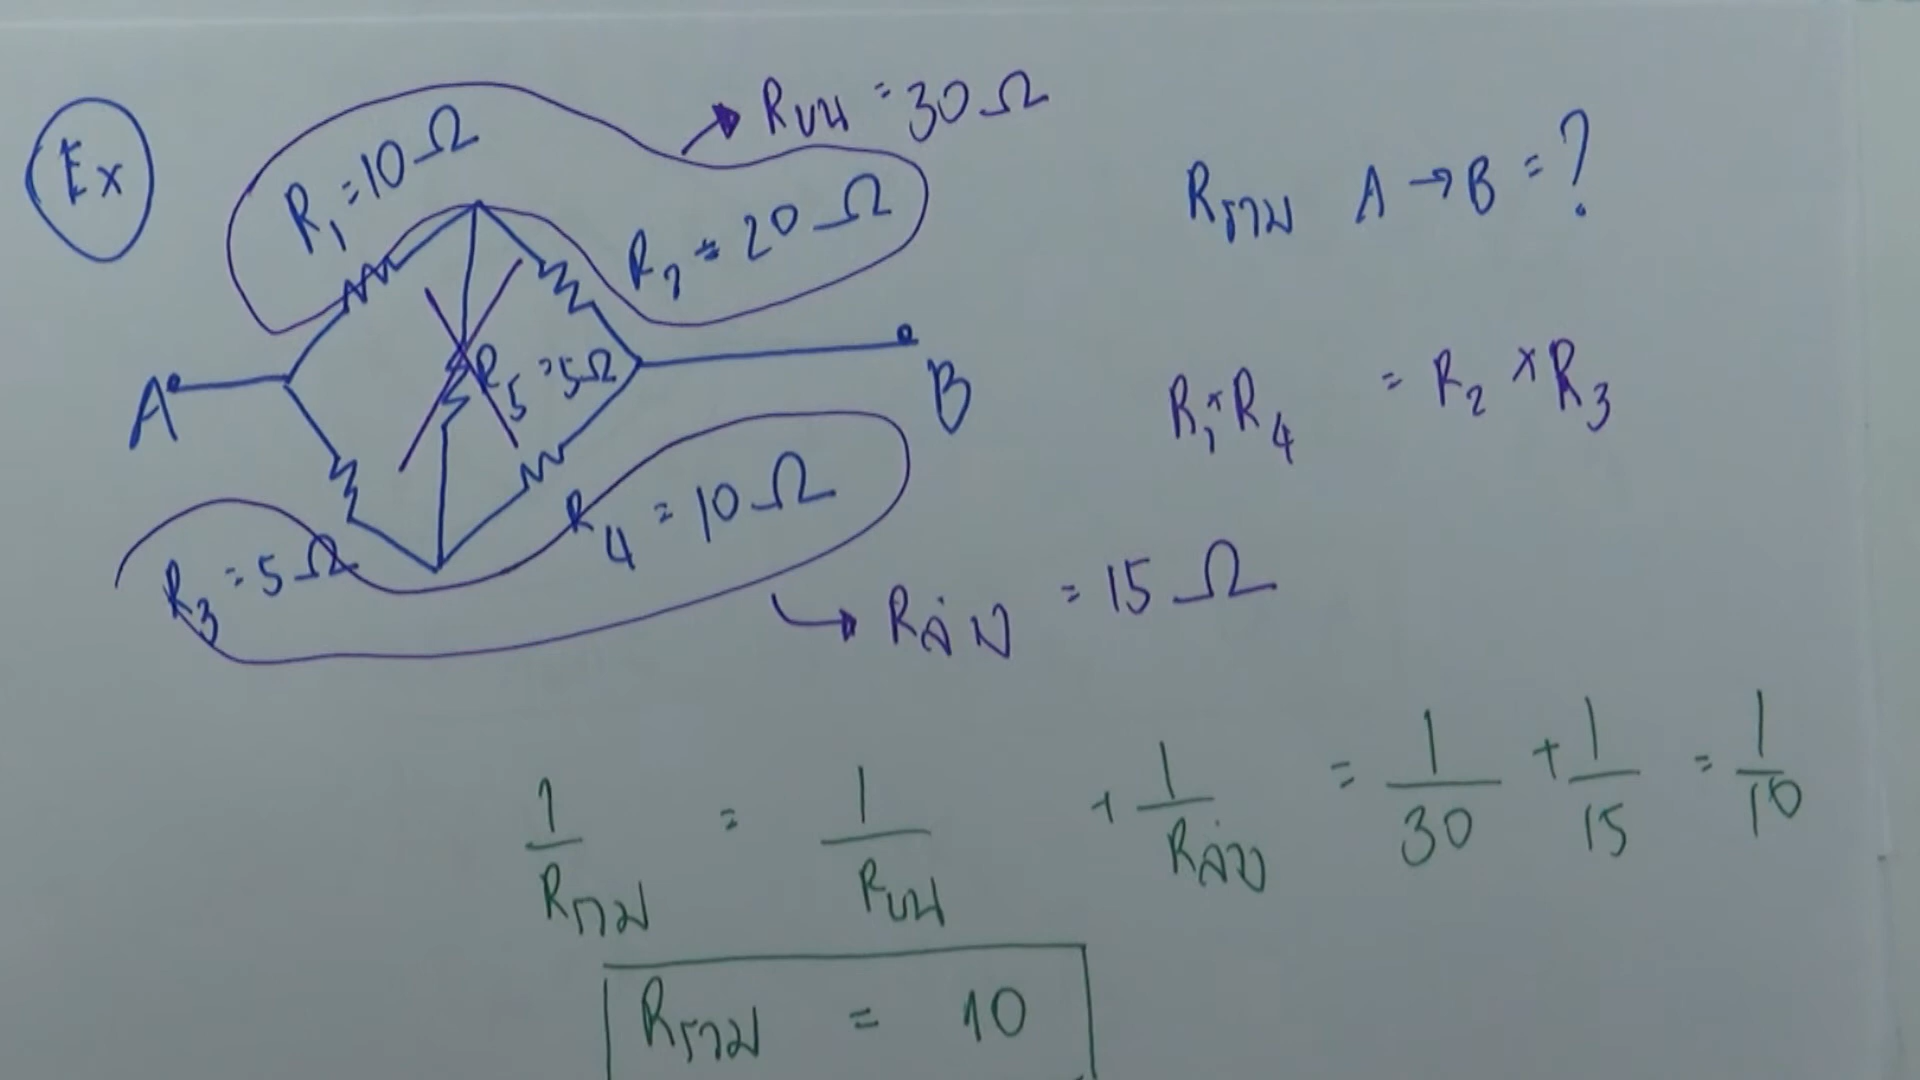 Ex
R1 = 10 Ω
Rบน = 30 Ω
R2 = 20 Ω
Rรวม A → B = ?
A
R5 = 5Ω
B
R1 × R4 = R2 × R3
R3 = 5 Ω
R4 = 10 Ω
Rล่าง = 15 Ω
1/Rรวม = 1/Rบน + 1/Rล่าง = 1/30 + 1/15 = 1/10
Rรวม = 10